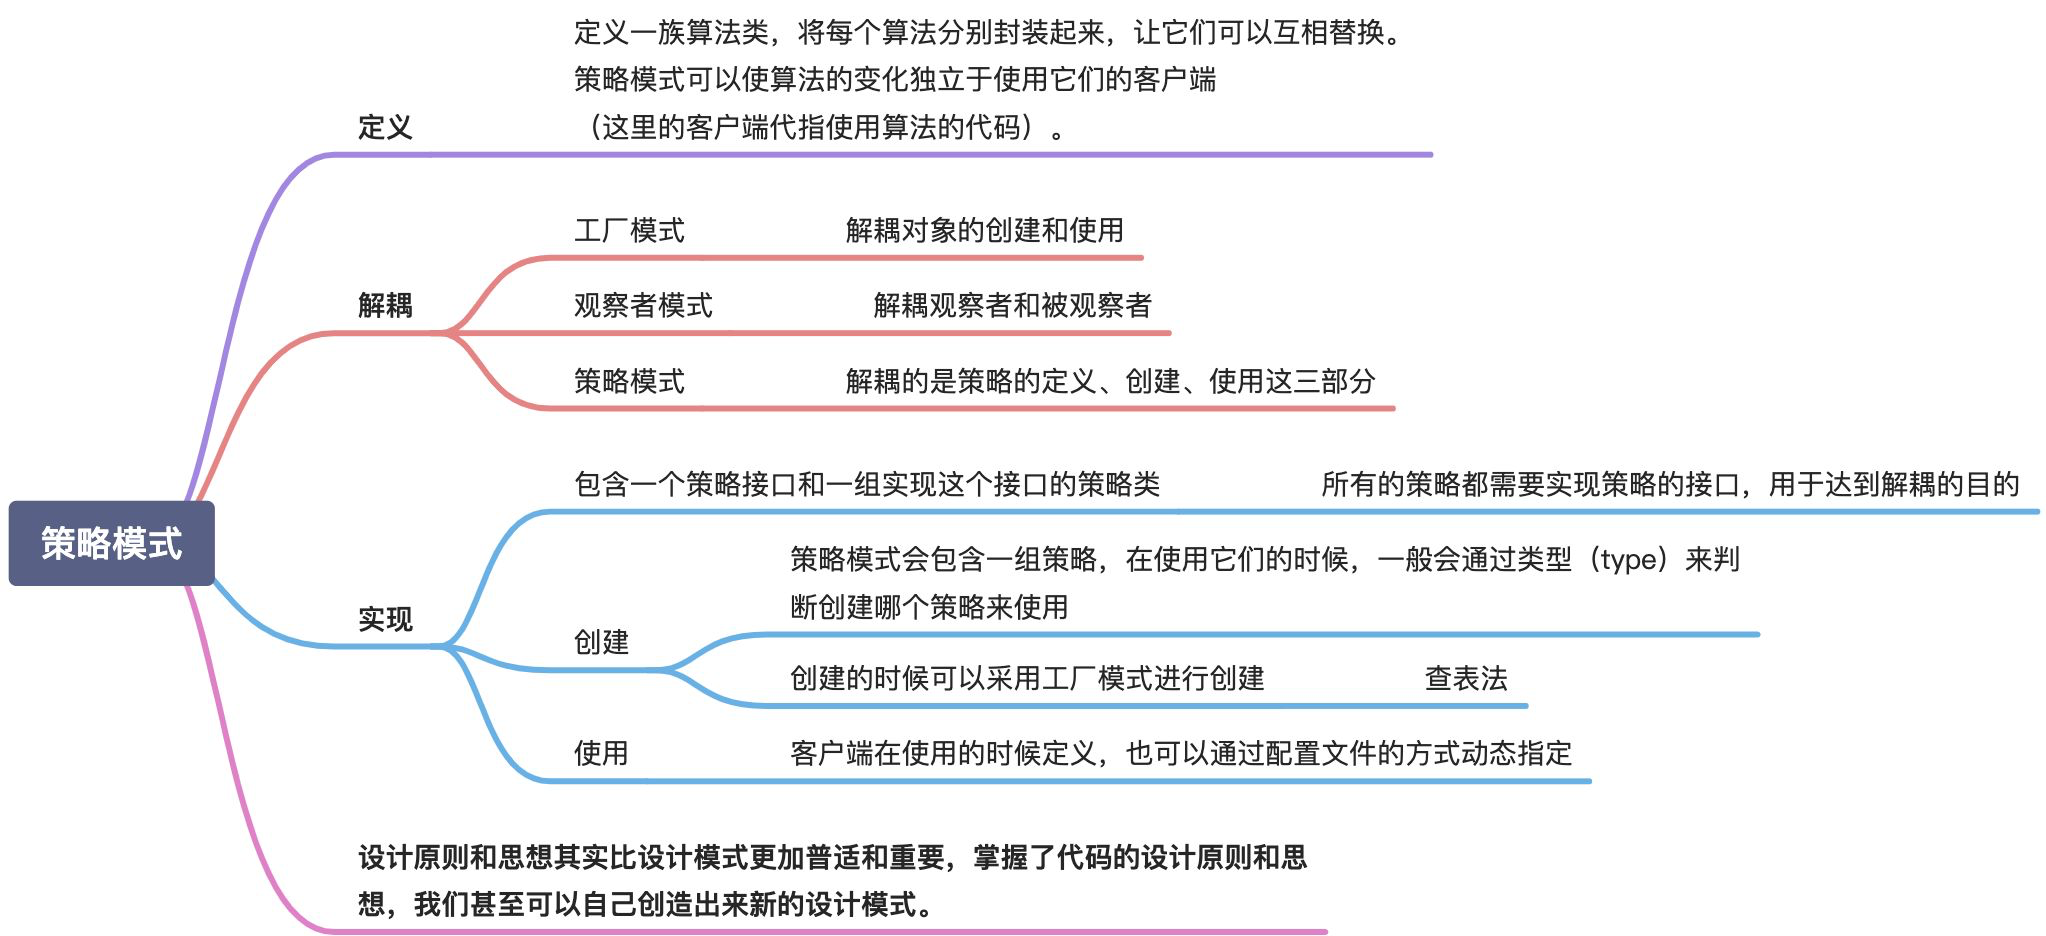 定义一族算法类，将每个算法分别封装起来，让它们可以互相替换。
策略模式可以使算法的变化独立于使用它们的客户端
（这里的客户端代指使用算法的代码）。
定义
工厂模式
解耦对象的创建和使用
解耦
观察者模式
解耦观察者和被观察者
策略模式
解耦的是策略的定义、创建、使用这三部分
包含一个策略接口和一组实现这个接口的策略类
所有的策略都需要实现策略的接口，用于达到解耦的目的
策略模式
策略模式会包含一组策略，在使用它们的时候，一般会通过类型（type）来判
断创建哪个策略来使用
实现
创建
创建的时候可以采用工厂模式进行创建
查表法
使用
客户端在使用的时候定义，也可以通过配置文件的方式动态指定
设计原则和思想其实比设计模式更加普适和重要，掌握了代码的设计原则和思
想，我们甚至可以自己创造出来新的设计模式。